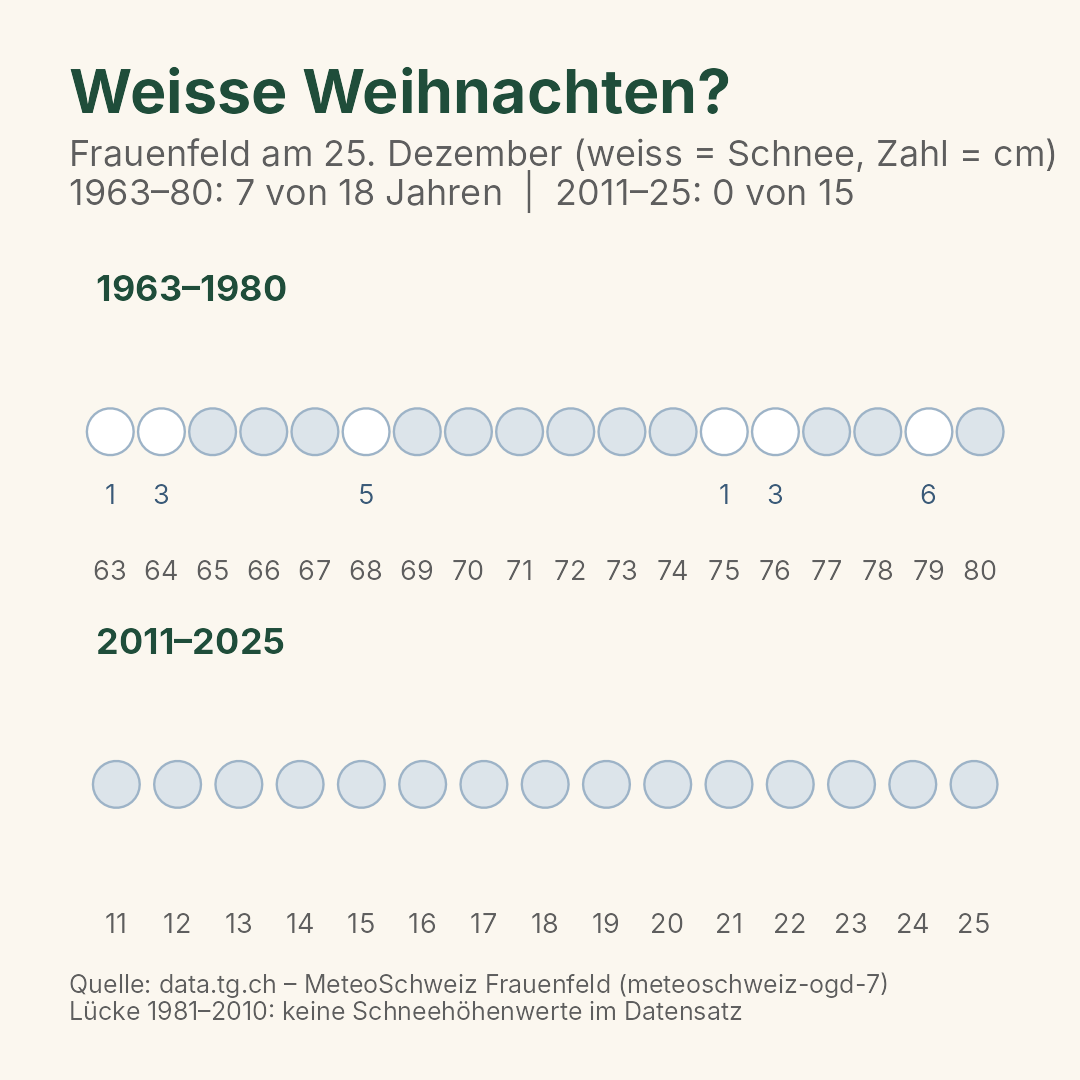 Weisse Weihnachten?
Frauenfeld am 25. Dezember (weiss = Schnee, Zahl = cm)
1963–80: 7 von 18 Jahren | 2011–25: 0 von 15
1963–1980
1 3 5 1 3 6
63 64 65 66 67 68 69 70 71 72 73 74 75 76 77 78 79 80
2011–2025
11 12 13 14 15 16 17 18 19 20 21 22 23 24 25
Quelle: data.tg.ch – MeteoSchweiz Frauenfeld (meteoschweiz-ogd-7)
Lücke 1981–2010: keine Schneehöhenwerte im Datensatz